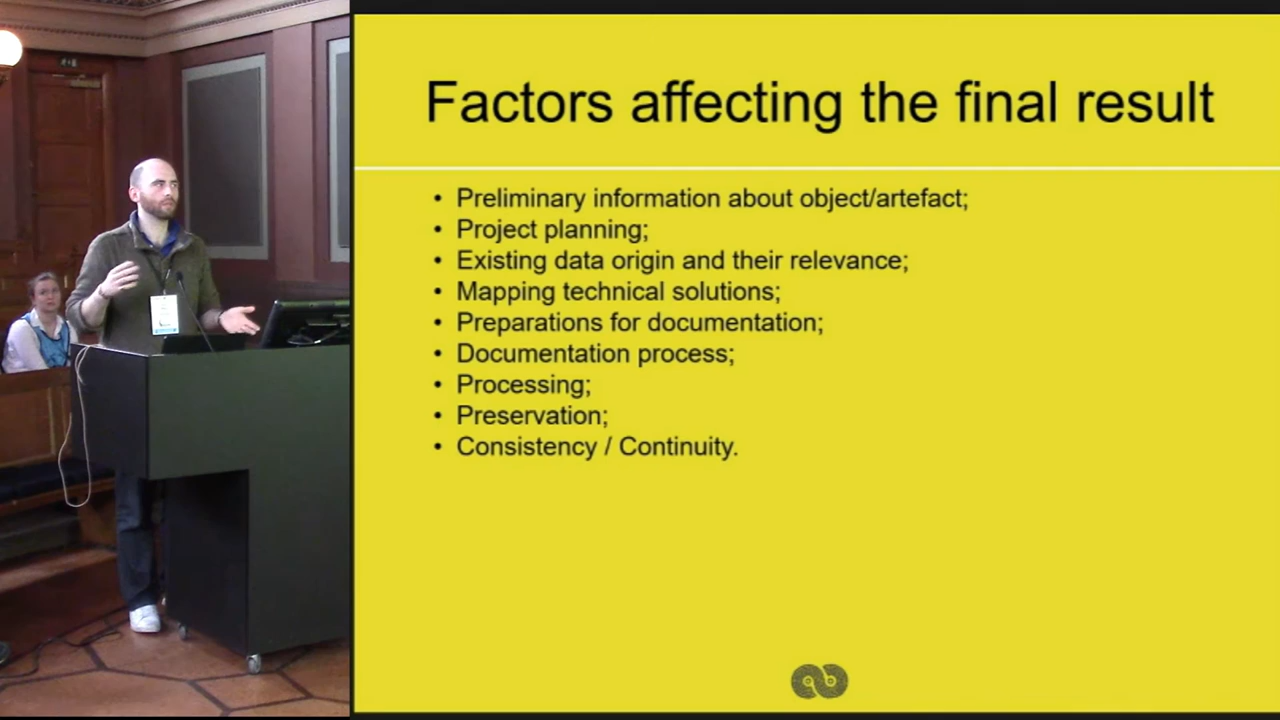 Factors affecting the final result
• Preliminary information about object/artefact;
• Project planning;
• Existing data origin and their relevance;
• Mapping technical solutions;
• Preparations for documentation;
• Documentation process;
• Processing;
• Preservation;
• Consistency / Continuity.